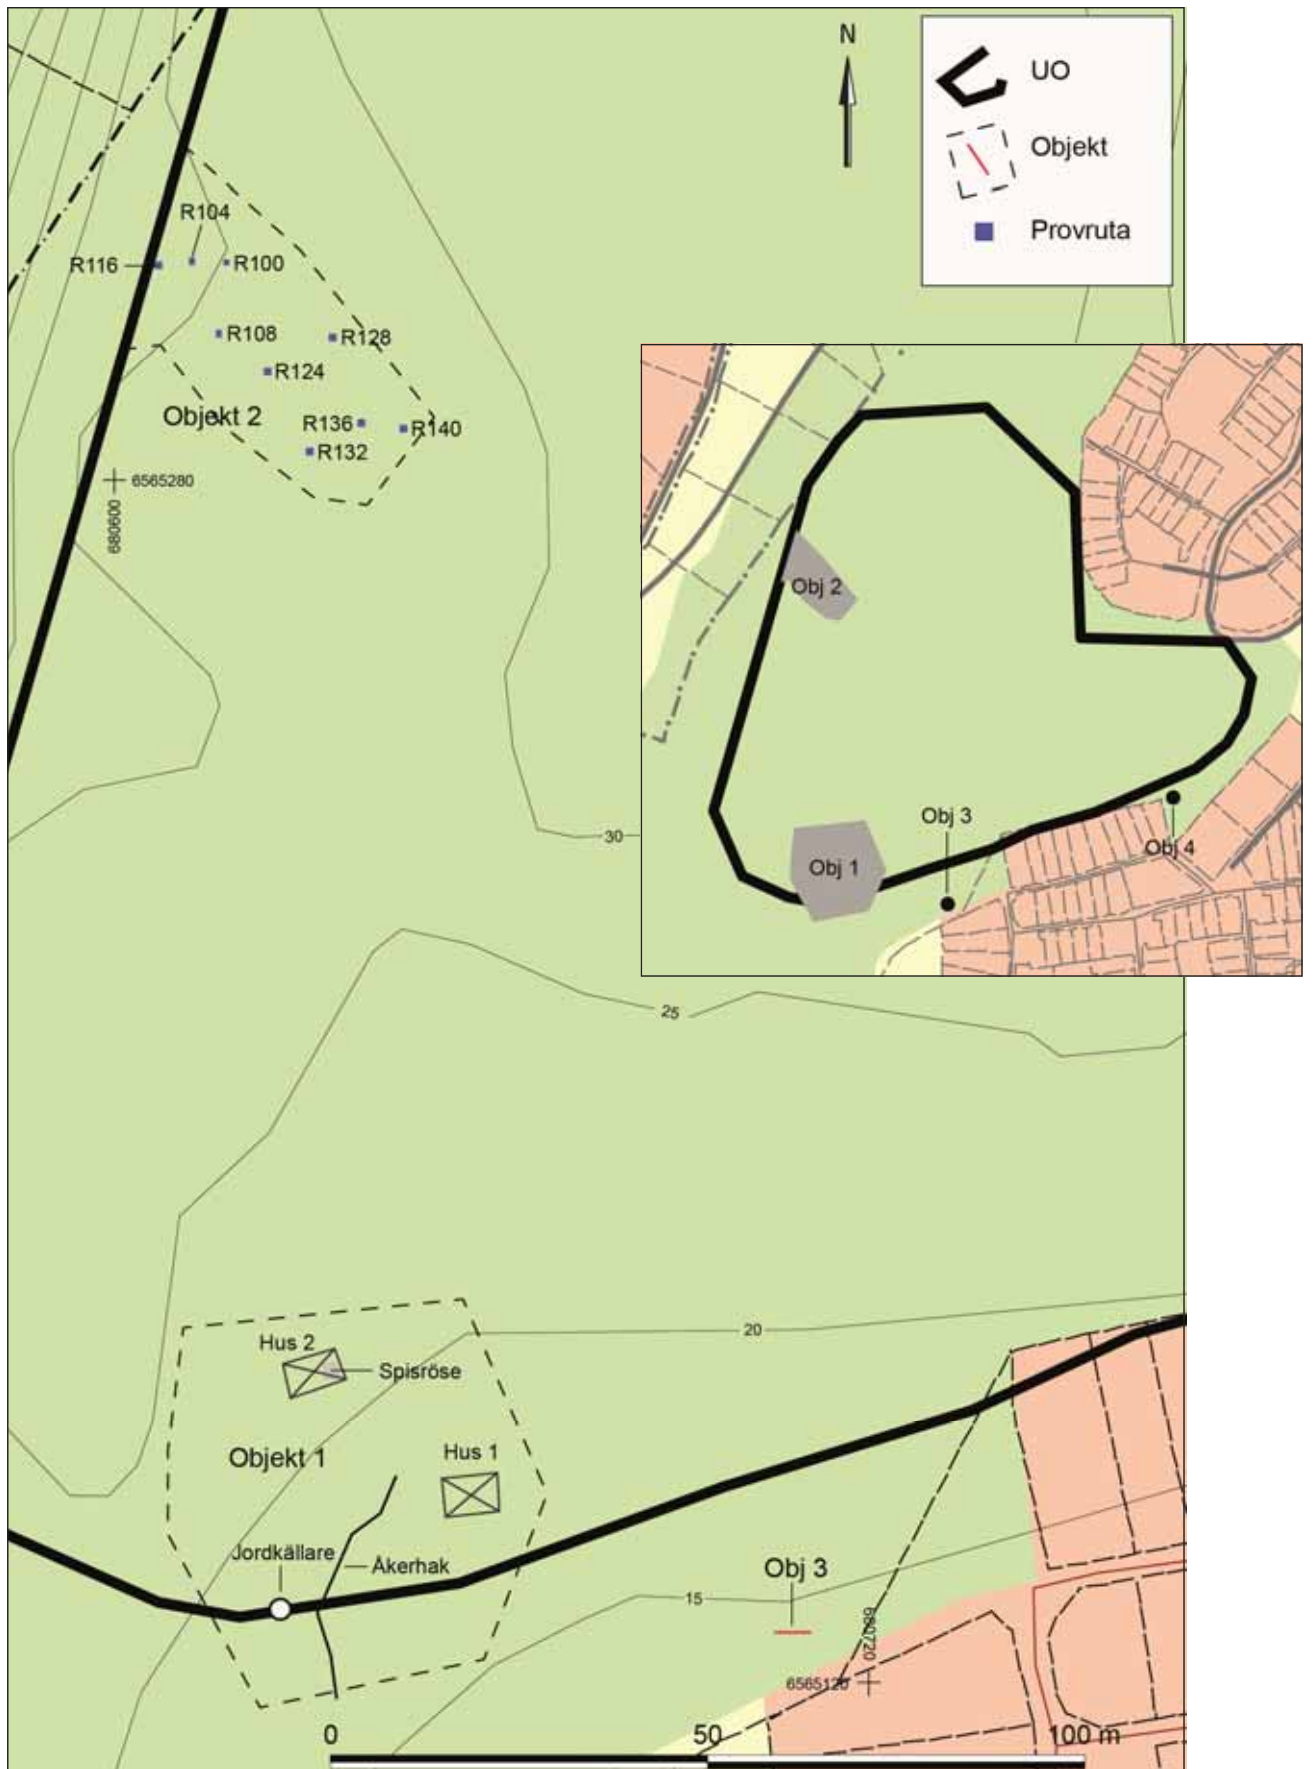 N
UO
Objekt
Provruta
R104
R116
R100
R108
R128
R124
Objekt 2
R136
R140
R132
6565280
680600
Obj 2
Obj 3
Obj 4
Obj 1
30
25
20
Hus 2
Spisröse
Hus 1
Objekt 1
Jordkällare
Åkerhak
Obj 3
15
680720
6565120
0
50
100 m